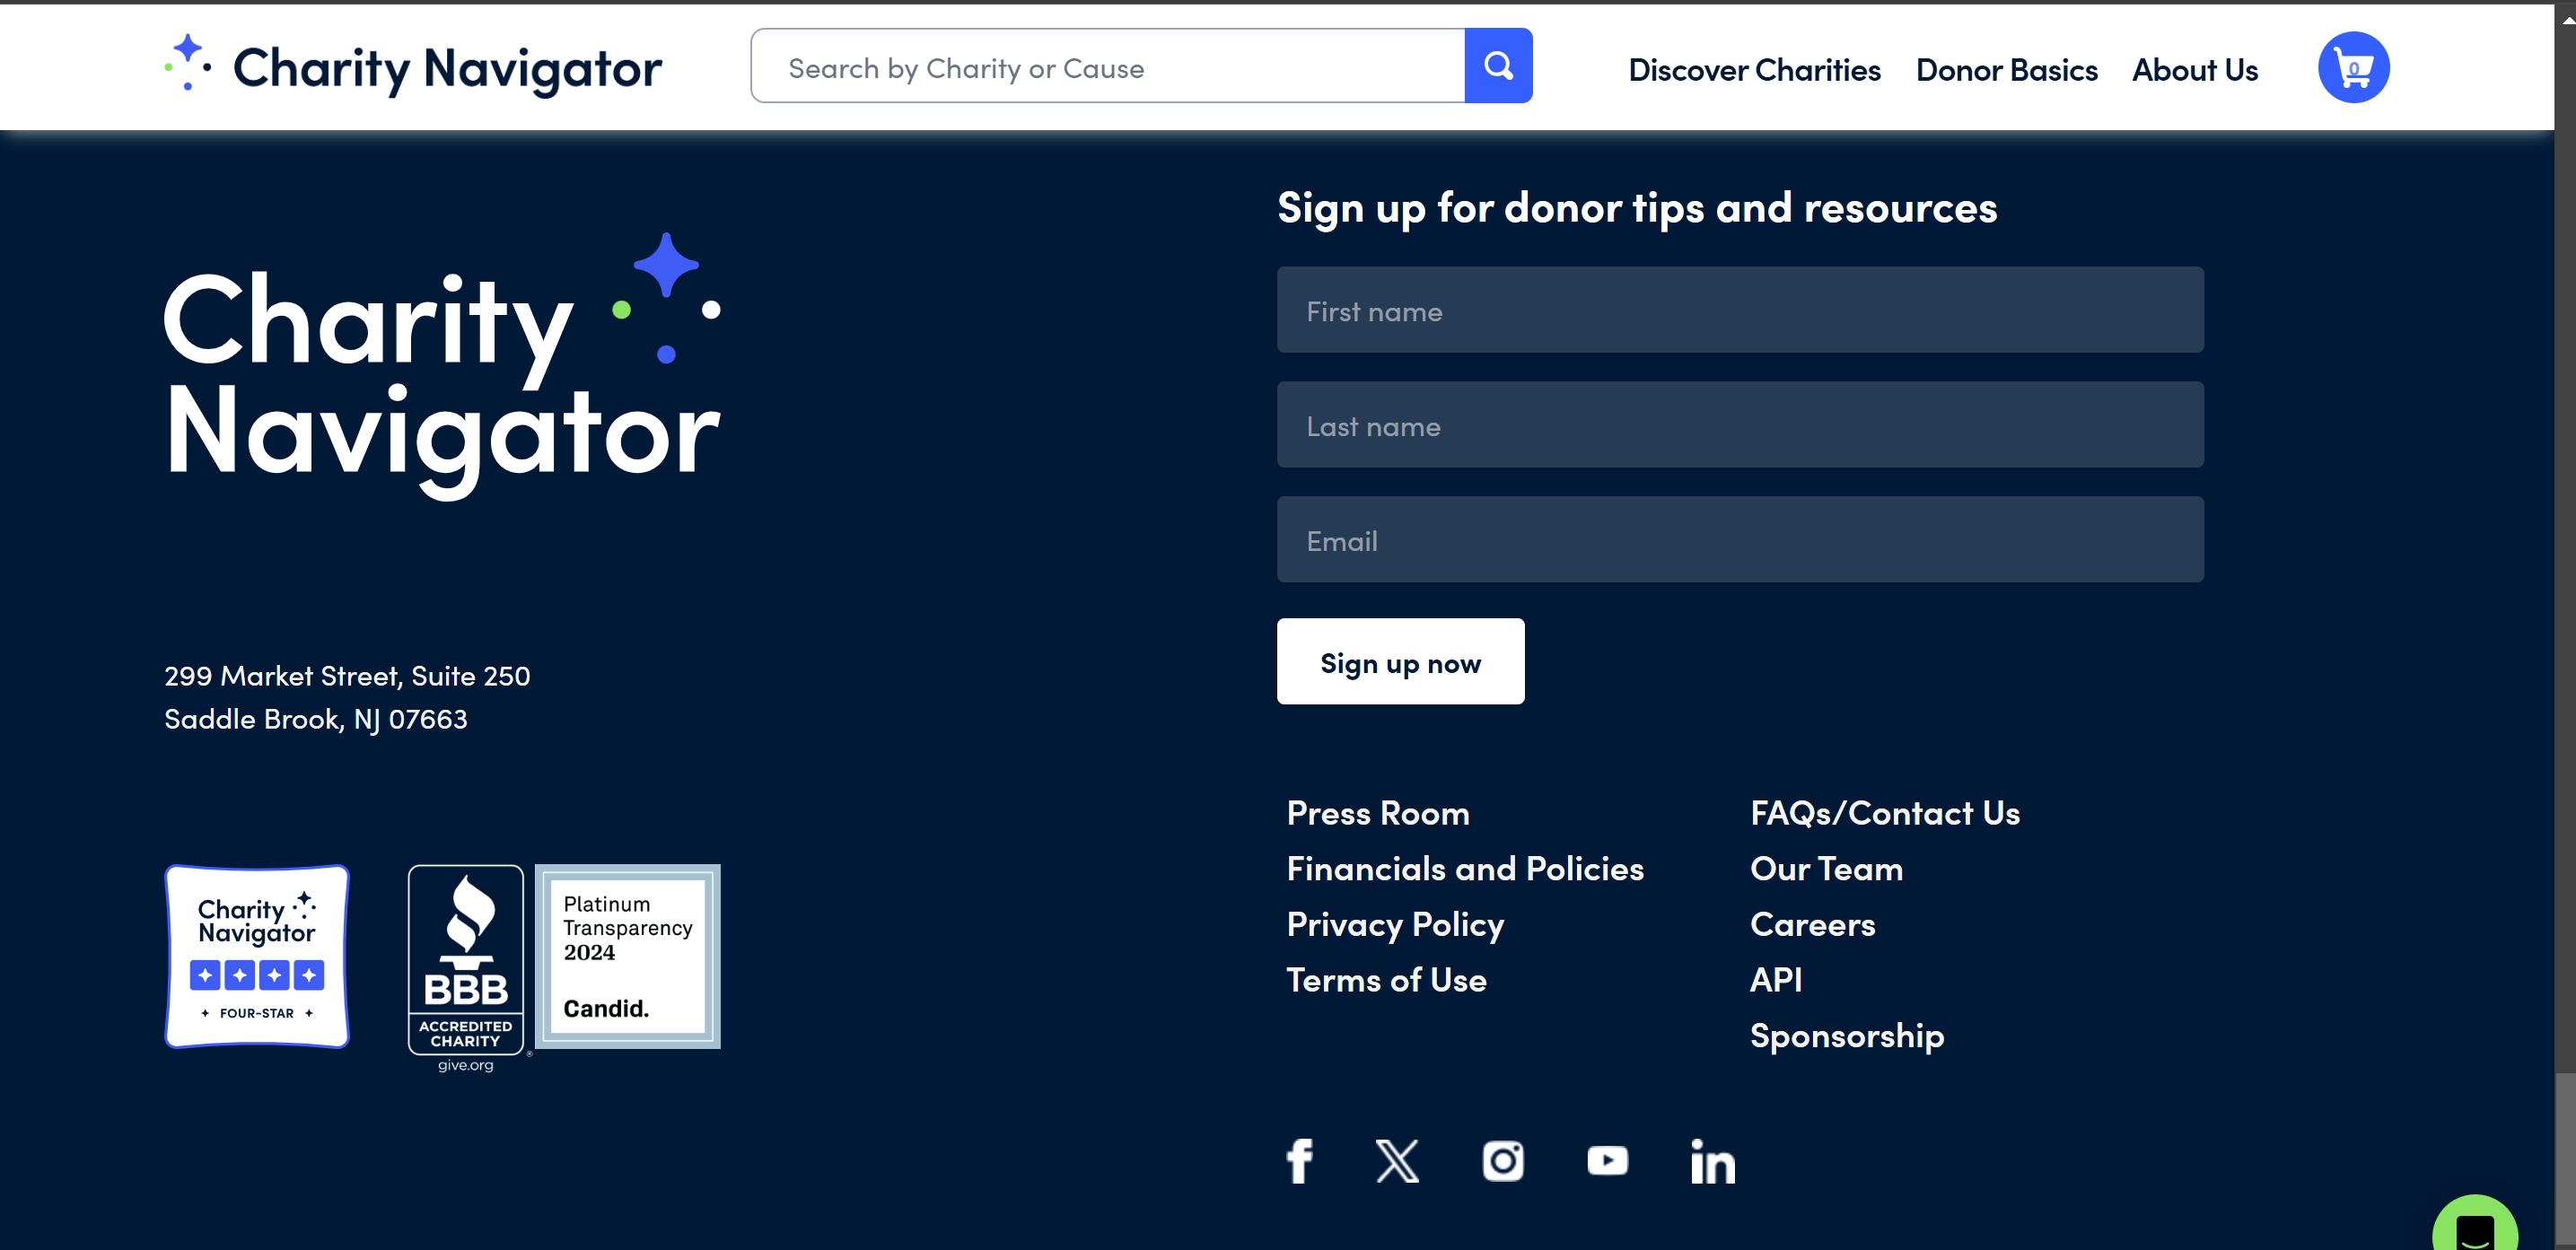 Charity Navigator
Search by Charity or Cause
Discover Charities
Donor Basics
About Us
0
Charity
Navigator
299 Market Street, Suite 250
Saddle Brook, NJ 07663
Charity
Navigator
FOUR-STAR
BBB
ACCREDITED
CHARITY
®
give.org
Platinum
Transparency
2024
Candid.
Sign up for donor tips and resources
First name
Last name
Email
Sign up now
Press Room
Financials and Policies
Privacy Policy
Terms of Use
FAQs/Contact Us
Our Team
Careers
API
Sponsorship